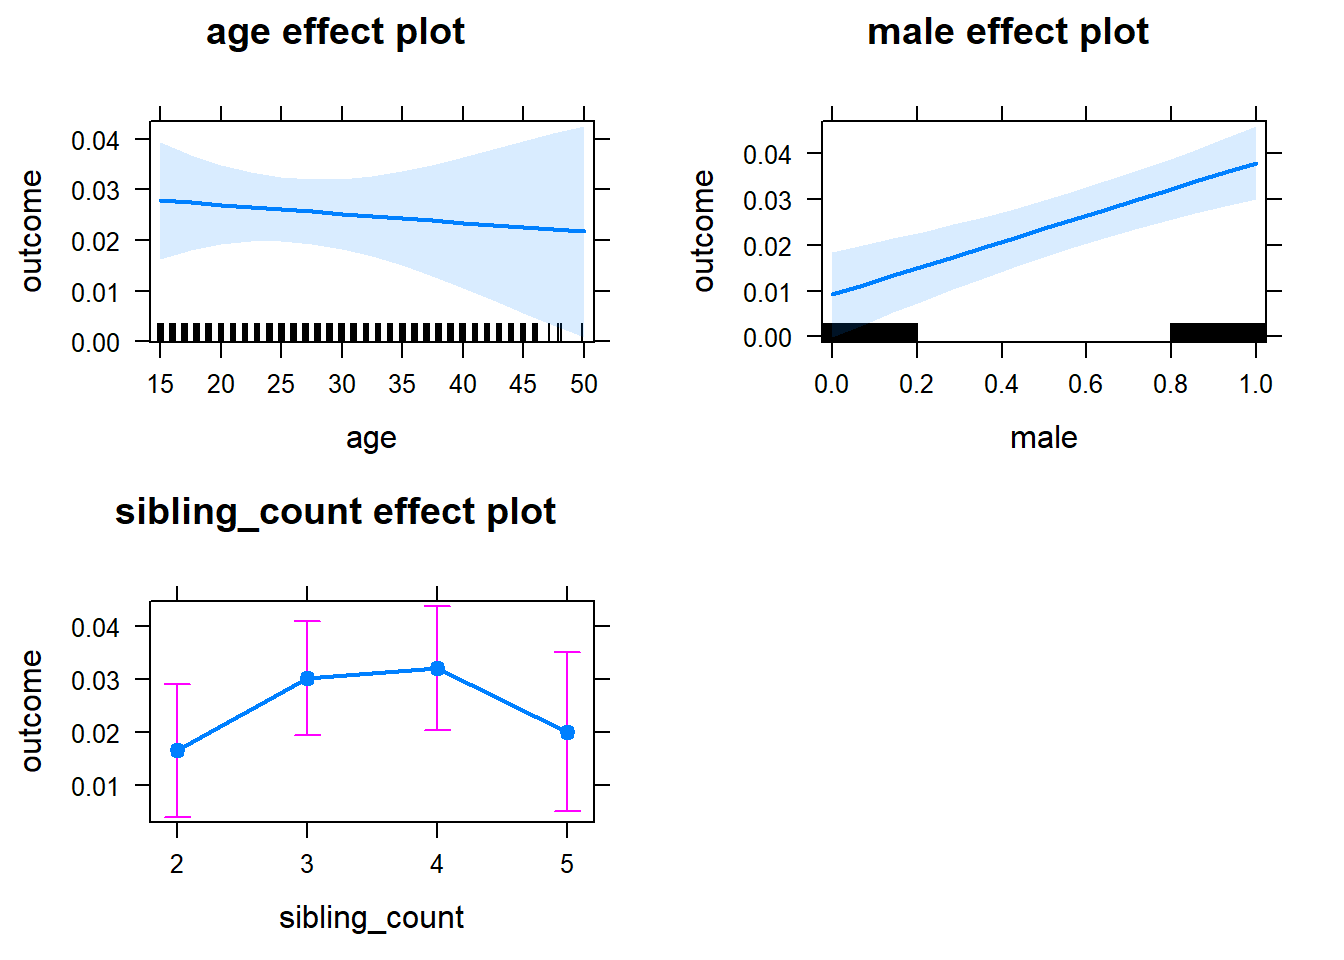 age effect plot
outcome
0.04
0.03
0.02
0.01
0.00
15 20 25 30 35 40 45 50
age
male effect plot
outcome
0.04
0.03
0.02
0.01
0.00
0.0 0.2 0.4 0.6 0.8 1.0
male
sibling_count effect plot
outcome
0.04
0.03
0.02
0.01
2 3 4 5
sibling_count